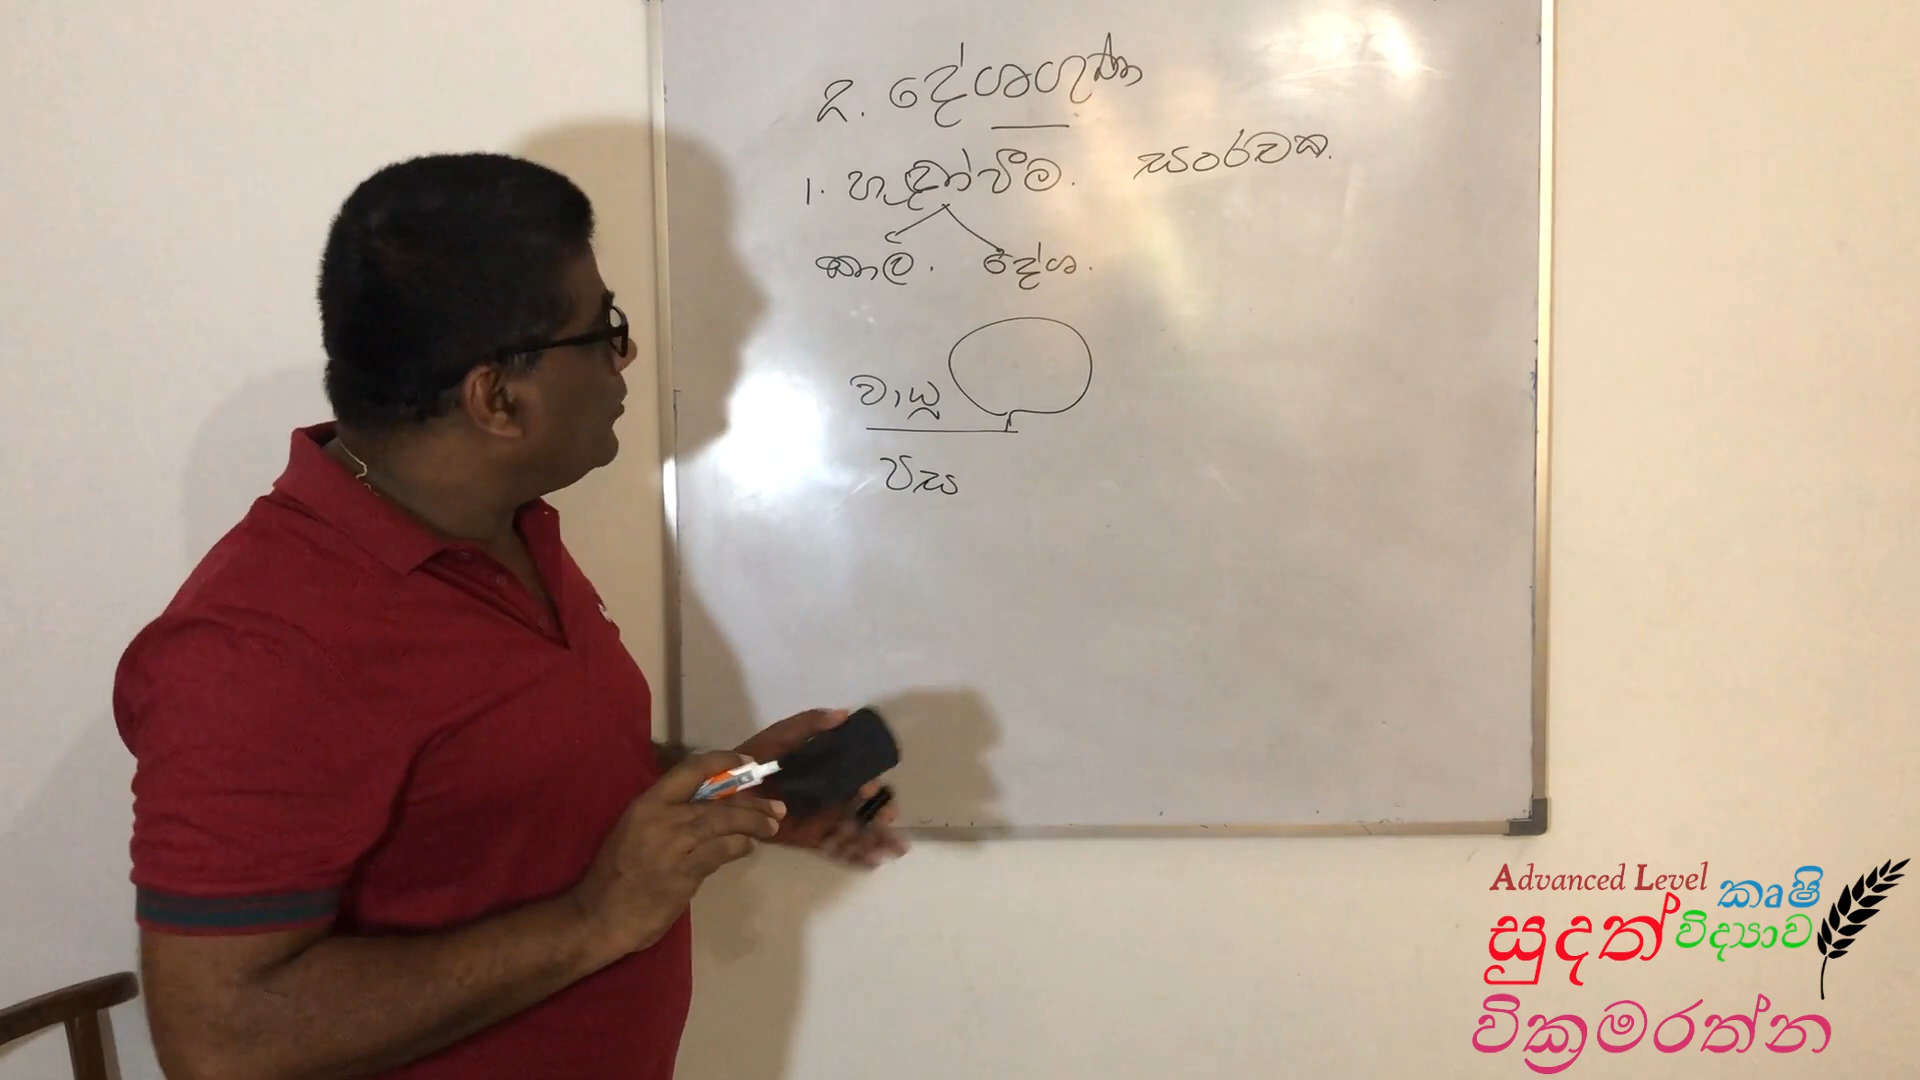 2. දේශගුණ
1. හැඳින්වීම. සංරචක.
කාල. දේශ.
වායු
පස
Advanced Level කෘෂි
සුදත් විද්‍යාව
වික්‍රමරත්න